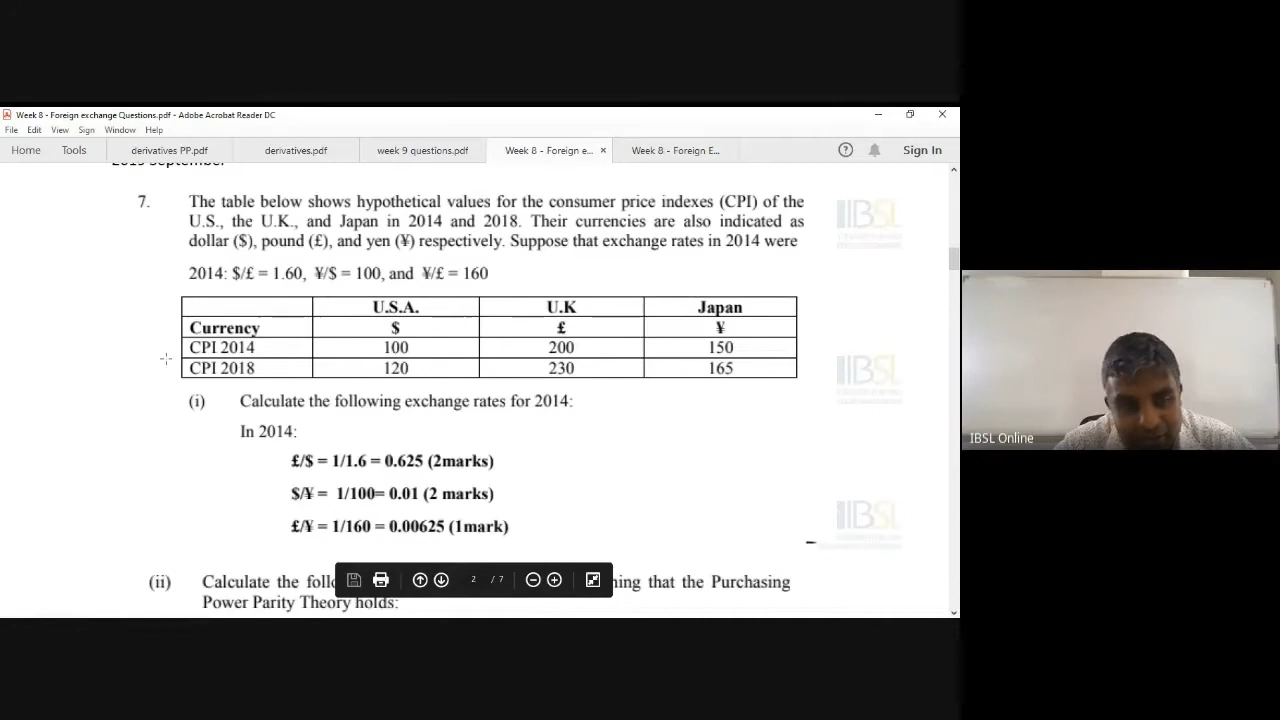 Week 8 - Foreign exchange Questions.pdf - Adobe Acrobat Reader DC
File Edit View Sign Window Help
Home Tools derivatives PP.pdf derivatives.pdf week 9 questions.pdf Week 8 - Foreign e... × Week 8 - Foreign E... Sign In
7. The table below shows hypothetical values for the consumer price indexes (CPI) of the
U.S., the U.K., and Japan in 2014 and 2018. Their currencies are also indicated as
dollar ($), pound (£), and yen (¥) respectively. Suppose that exchange rates in 2014 were
2014: $/£ = 1.60, ¥/$ = 100, and ¥/£ = 160
U.S.A. U.K Japan
Currency $ £ ¥
CPI 2014 100 200 150
CPI 2018 120 230 165
(i) Calculate the following exchange rates for 2014:
In 2014:
£/$ = 1/1.6 = 0.625 (2marks)
$/¥ = 1/100= 0.01 (2 marks)
£/¥ = 1/160 = 0.00625 (1mark)
(ii) Calculate the ning that the Purchasing
2 / 7
Power Parity Theory holds:
IBSL
IBSL
IBSL
IBSL Online